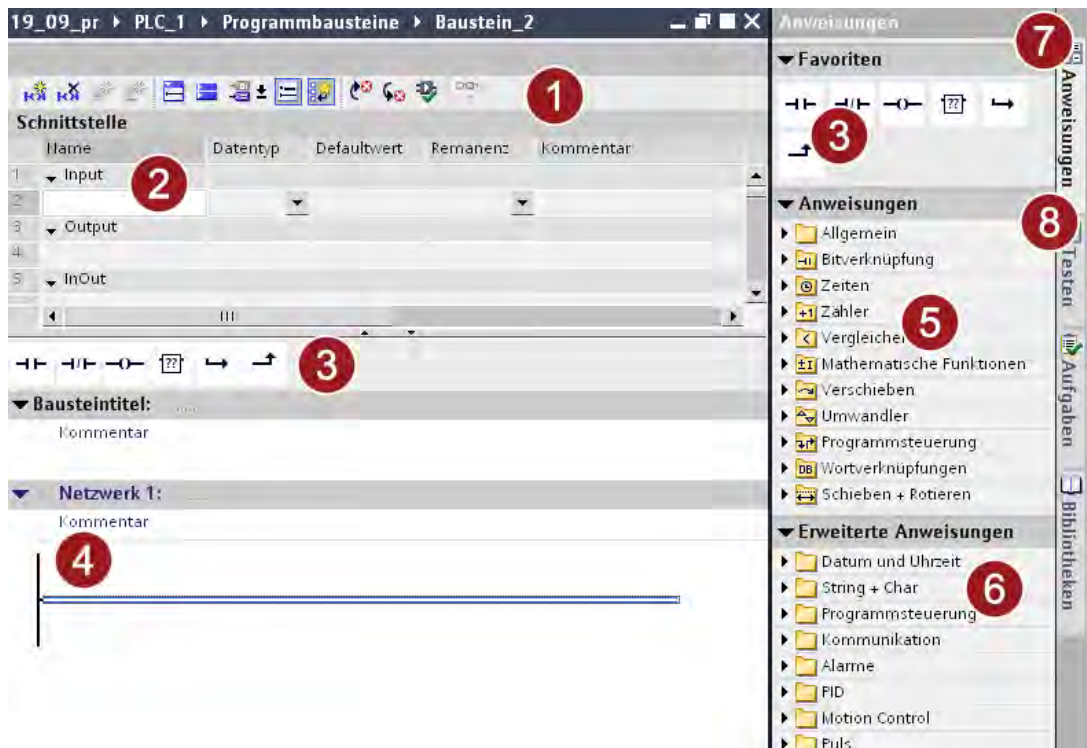 19_09_pr ▸ PLC_1 ▸ Programmbausteine ▸ Baustein_2
1
Schnittstelle
Name Datentyp Defaultwert Remanenz Kommentar
1 Input
2
2
3 Output
4
5 InOut
3
Bausteintitel: .....
Kommentar
Netzwerk 1: .....
Kommentar
4
Anweisungen
7
Favoriten
??
3
Anweisungen
Allgemein
Bitverknüpfung
Zeiten
Zähler
5
Vergleicher
Mathematische Funktionen
Verschieben
Umwandler
Programmsteuerung
Wortverknüpfungen
Schieben + Rotieren
Erweiterte Anweisungen
Datum und Uhrzeit
String + Char
6
Programmsteuerung
Kommunikation
Alarme
PID
Motion Control
Puls
Anweisungen
8
Testen
Aufgaben
Bibliotheken